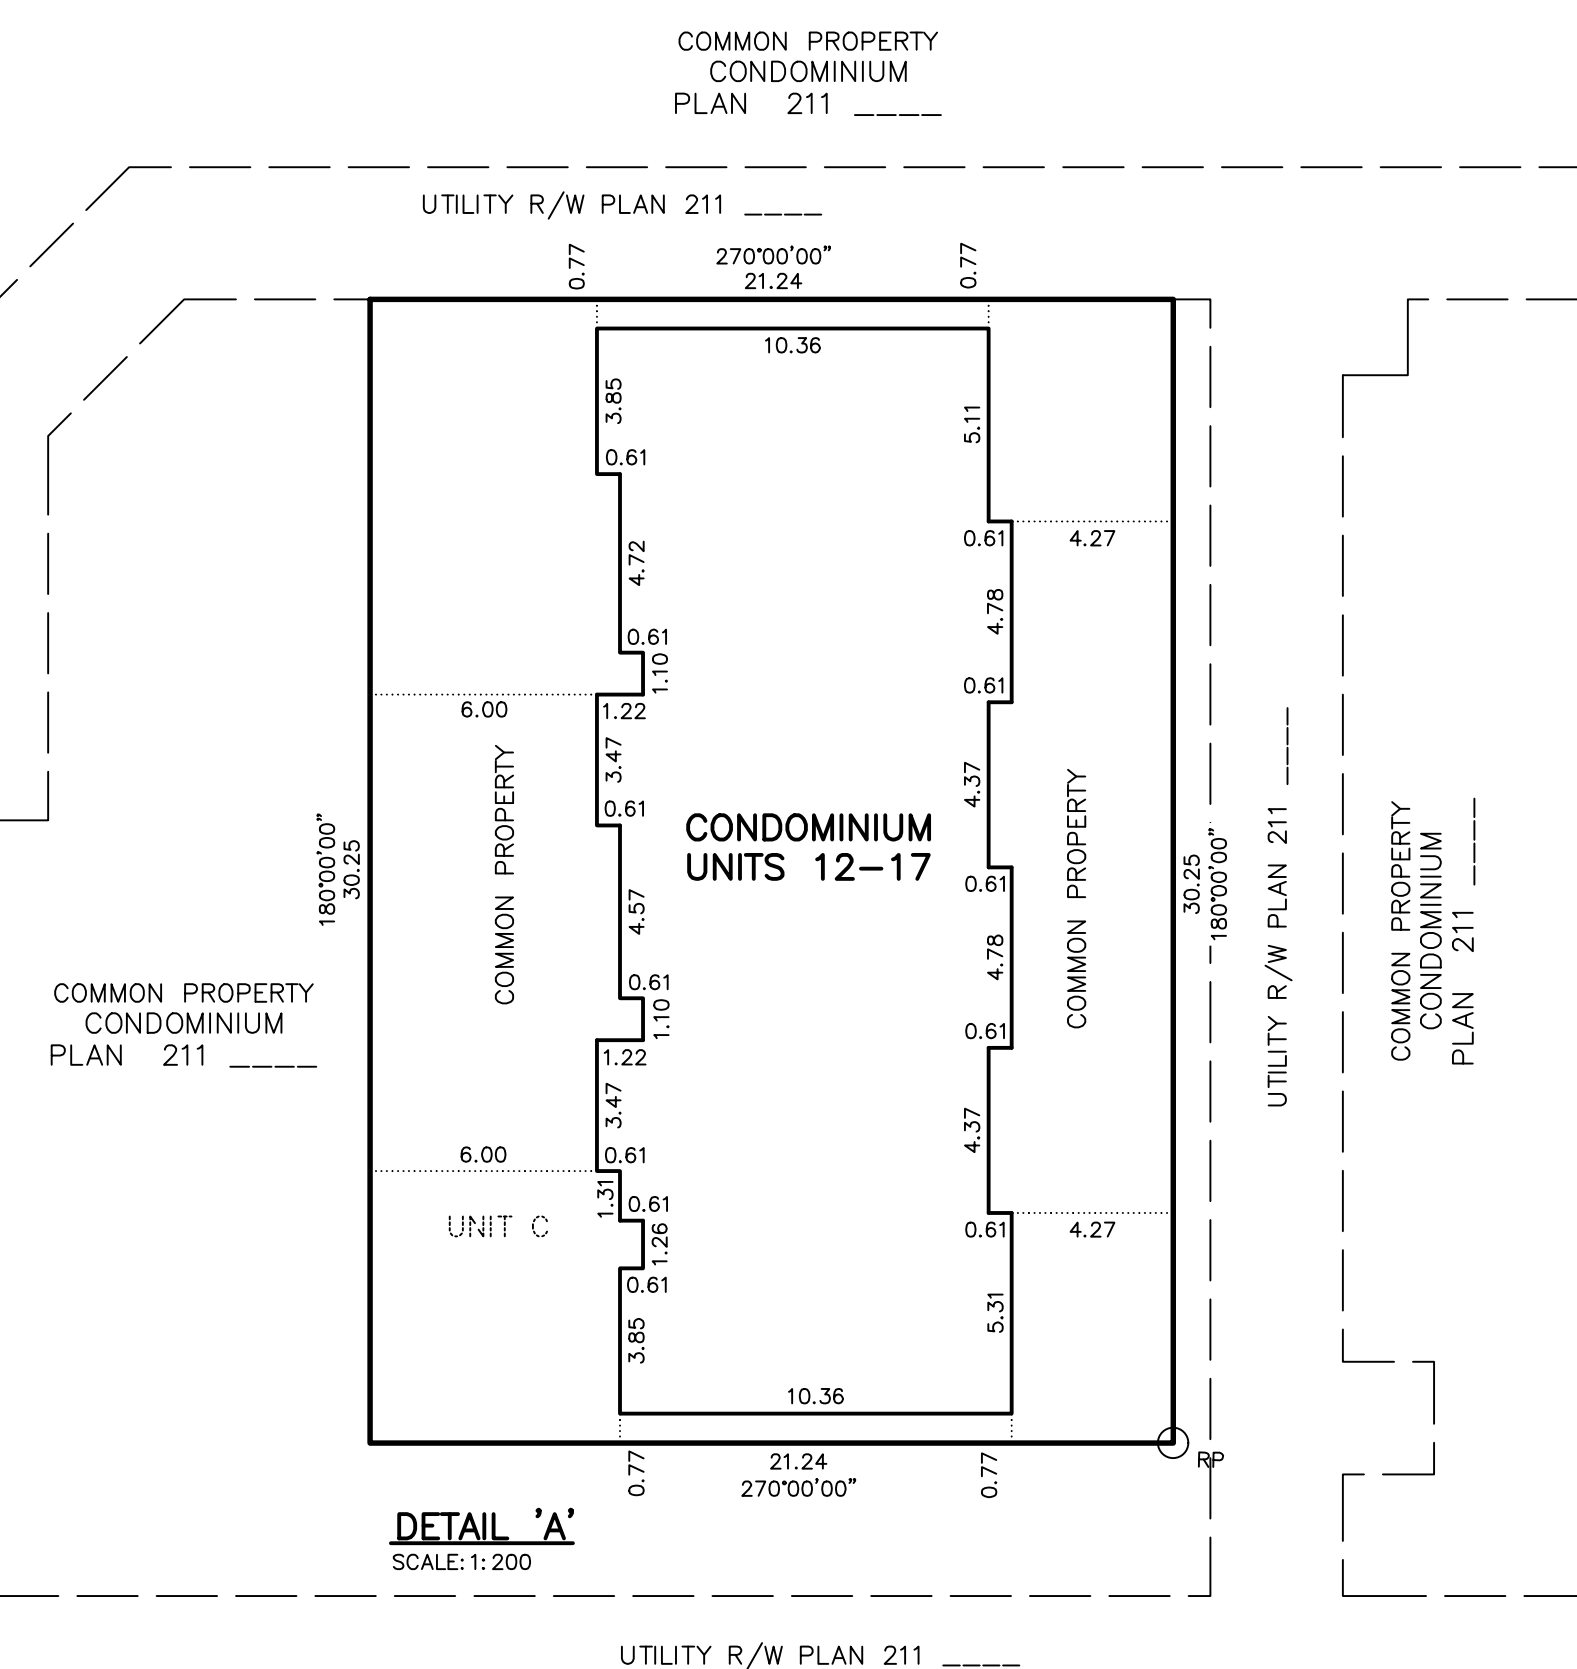 COMMON PROPERTY
CONDOMINIUM
PLAN 211 ____
UTILITY R/W PLAN 211 ____
0.77
270°00'00"
21.24
0.77
10.36
3.85
5.11
0.61
4.72
0.61
4.27
0.61
1.10
4.78
0.61
6.00
1.22
3.47
0.61
4.37
COMMON PROPERTY
CONDOMINIUM
UNITS 12-17
COMMON PROPERTY
180°00'00"
30.25
30.25
180°00'00"
UTILITY R/W PLAN 211 ____
COMMON PROPERTY
CONDOMINIUM
PLAN 211 ____
0.61
4.57
4.78
0.61
1.10
0.61
1.22
COMMON PROPERTY
CONDOMINIUM
PLAN 211 ____
3.47
4.37
6.00
0.61
1.31
0.61
UNIT C
1.26
0.61
0.61
4.27
3.85
5.31
10.36
0.77
21.24
270°00'00"
0.77
RP
DETAIL 'A'
SCALE: 1: 200
UTILITY R/W PLAN 211 ____